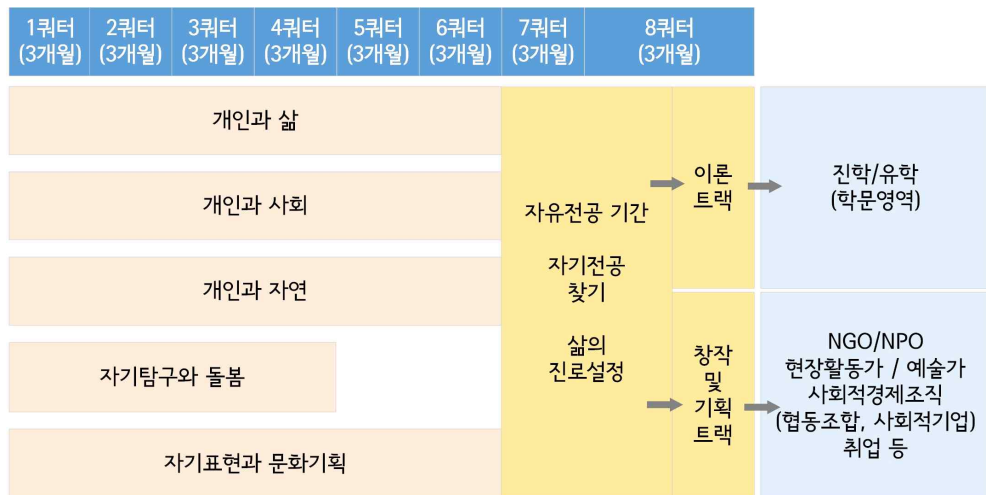 1쿼터
(3개월)
2쿼터
(3개월)
3쿼터
(3개월)
4쿼터
(3개월)
5쿼터
(3개월)
6쿼터
(3개월)
7쿼터
(3개월)
8쿼터
(3개월)
개인과 삶
개인과 사회
개인과 자연
자기탐구와 돌봄
자기표현과 문화기획
자유전공 기간
자기전공
찾기
삶의
진로설정
이론
트랙
창작
및
기획
트랙
진학/유학
(학문영역)
NGO/NPO
현장활동가 / 예술가
사회적경제조직
(협동조합, 사회적기업)
취업 등